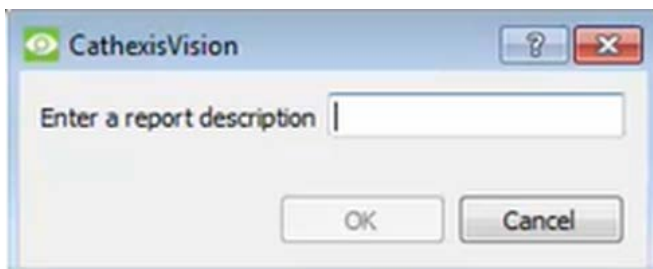 CathexisVision
?
Enter a report description
OK
Cancel